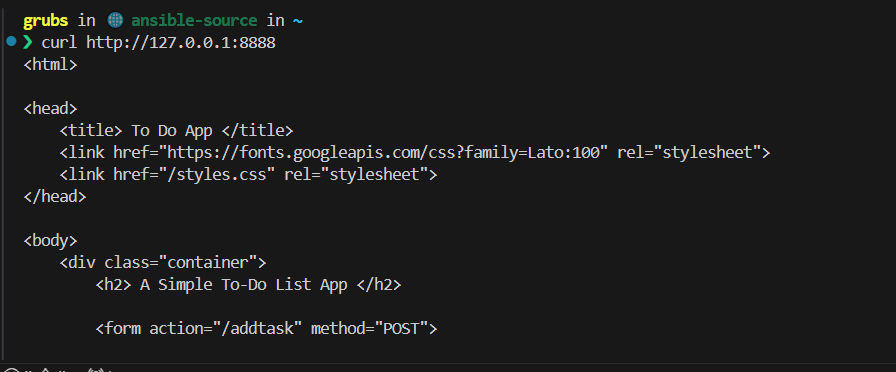 grubs in 🌐 ansible-source in ~
❯ curl http://127.0.0.1:8888
<html>

<head>
    <title> To Do App </title>
    <link href="https://fonts.googleapis.com/css?family=Lato:100" rel="stylesheet">
    <link href="/styles.css" rel="stylesheet">
</head>

<body>
    <div class="container">
        <h2> A Simple To-Do List App </h2>

        <form action="/addtask" method="POST">